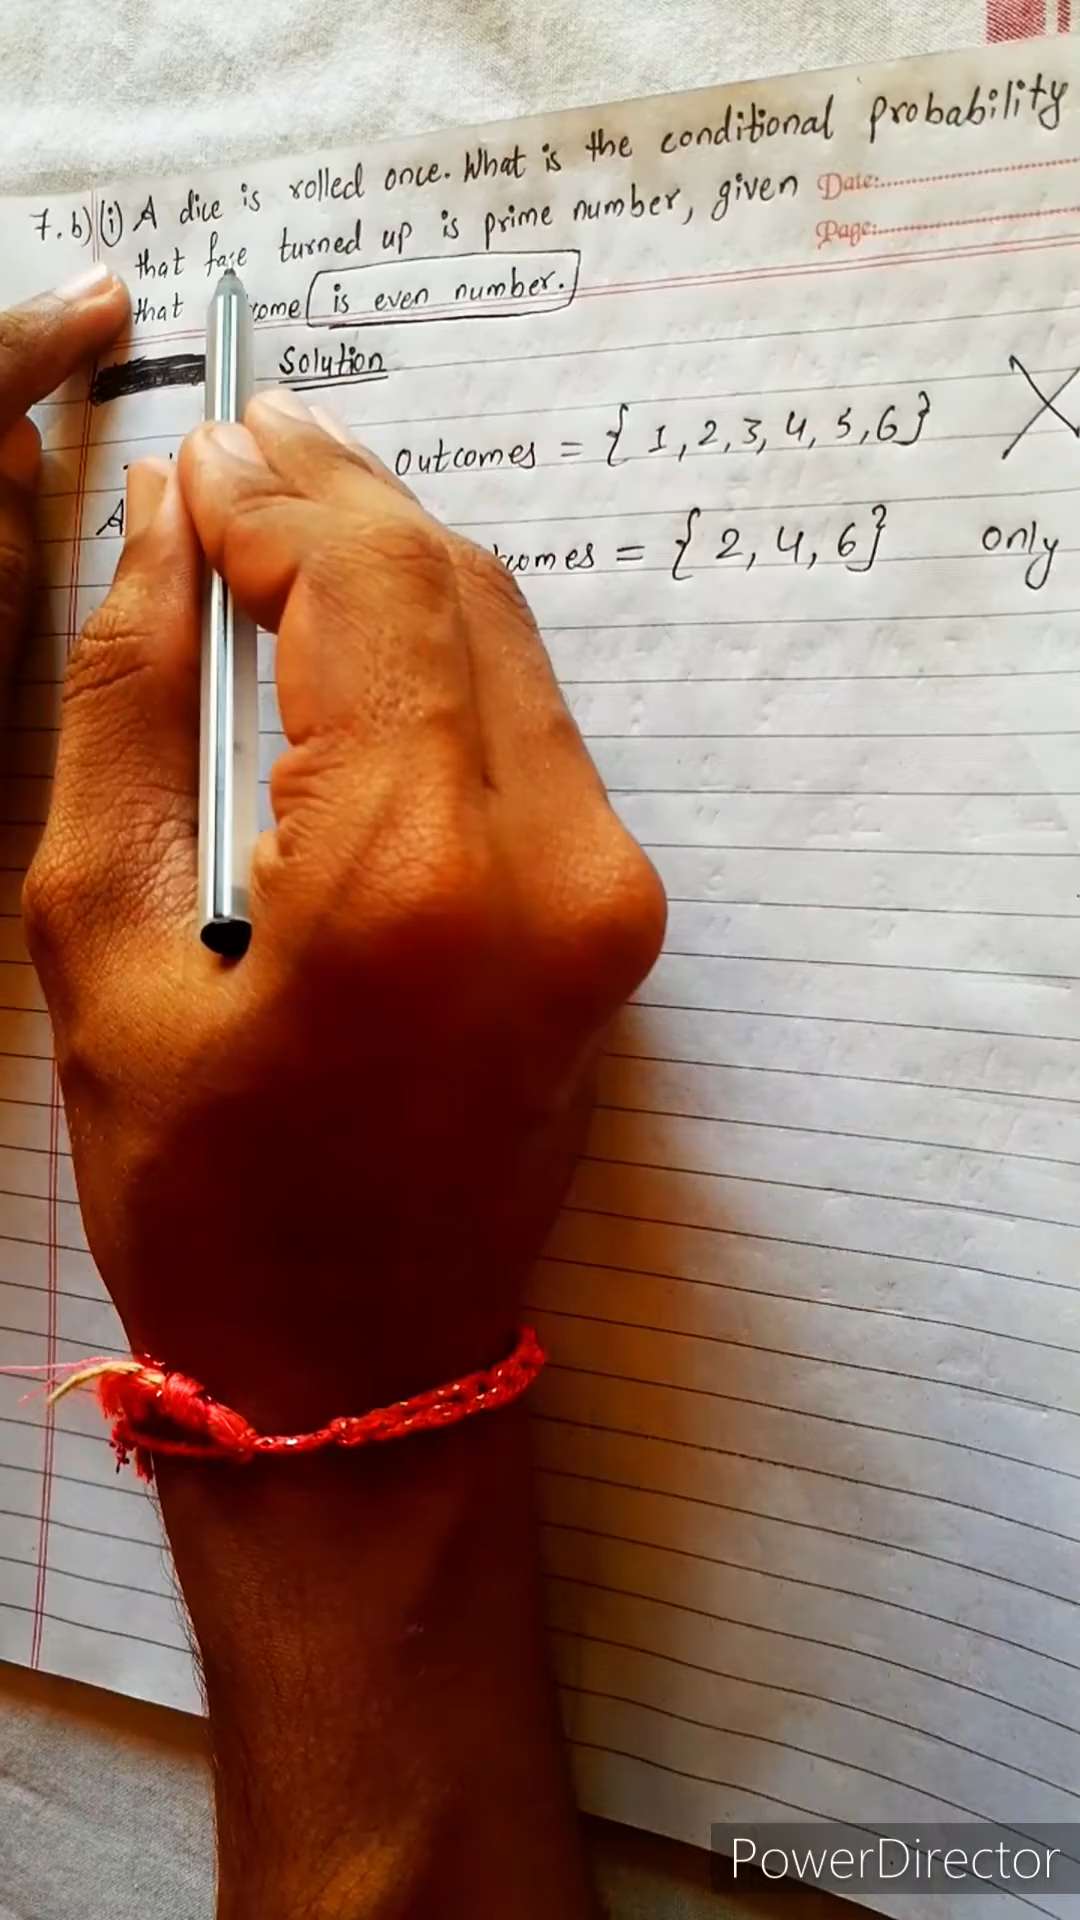 7. b) (i) A dice is rolled once. What is the conditional probability
that face turned up is prime number, given
that come is even number.
Date:
Page:
Solution
outcomes = { 1, 2, 3, 4, 5, 6 }
comes = { 2, 4, 6 } only
PowerDirector